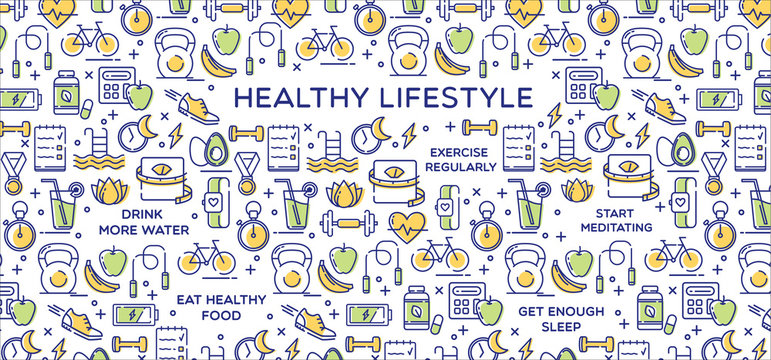 HEALTHY LIFESTYLE
EXERCISE
REGULARLY
DRINK
MORE WATER
START
MEDITATING
EAT HEALTHY
FOOD
GET ENOUGH
SLEEP